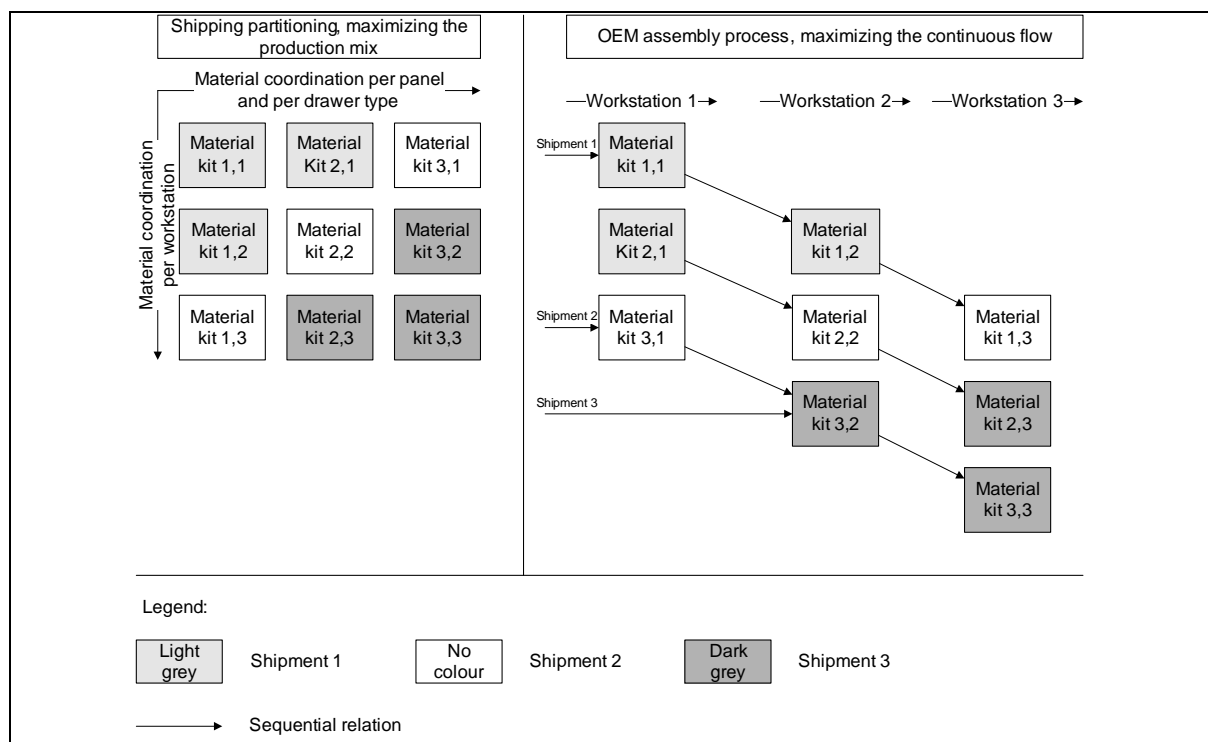 Shipping partitioning, maximizing the
production mix
Material coordination per panel
and per drawer type
Material coordination
per workstation
Material
kit 1,1
Material
Kit 2,1
Material
kit 3,1
Material
kit 1,2
Material
kit 2,2
Material
kit 3,2
Material
kit 1,3
Material
kit 2,3
Material
kit 3,3
OEM assembly process, maximizing the continuous flow
Workstation 1
Workstation 2
Workstation 3
Shipment 1
Material
kit 1,1
Material
Kit 2,1
Material
kit 1,2
Shipment 2
Material
kit 3,1
Material
kit 2,2
Material
kit 1,3
Shipment 3
Material
kit 3,2
Material
kit 2,3
Material
kit 3,3
Legend:
Light
grey
Shipment 1
No
colour
Shipment 2
Dark
grey
Shipment 3
Sequential relation